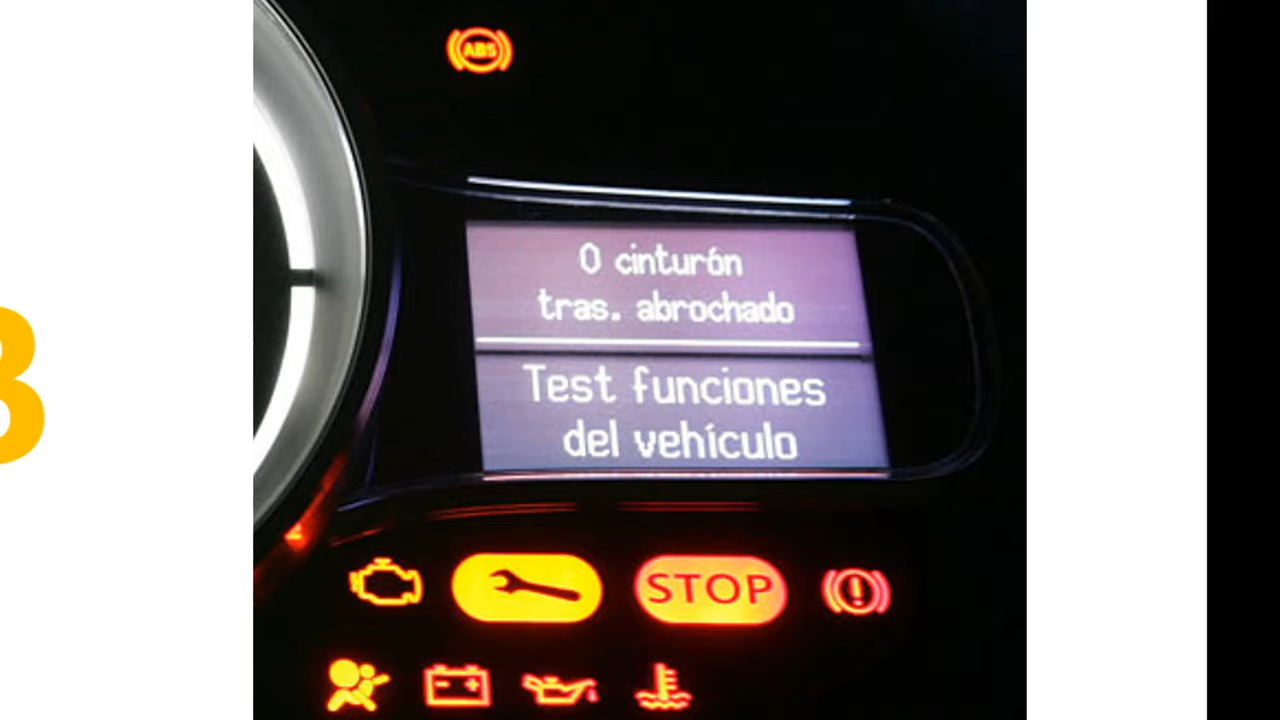 ABS
0 cinturón
tras. abrochado
Test funciones
del vehículo
STOP